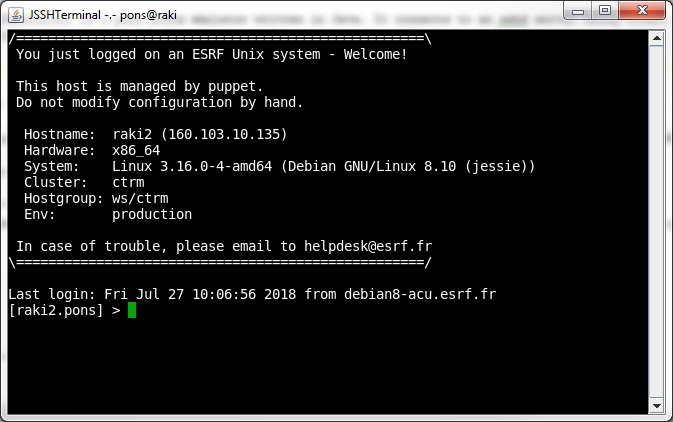 JSSHTerminal -.- pons@raki
/===================================================\
You just logged on an ESRF Unix system - Welcome!
This host is managed by puppet.
Do not modify configuration by hand.
Hostname:  raki2 (160.103.10.135)
Hardware:  x86_64
System:    Linux 3.16.0-4-amd64 (Debian GNU/Linux 8.10 (jessie))
Cluster:   ctrm
Hostgroup: ws/ctrm
Env:       production
In case of trouble, please email to helpdesk@esrf.fr
\===================================================/
Last login: Fri Jul 27 10:06:56 2018 from debian8-acu.esrf.fr
[raki2.pons] >